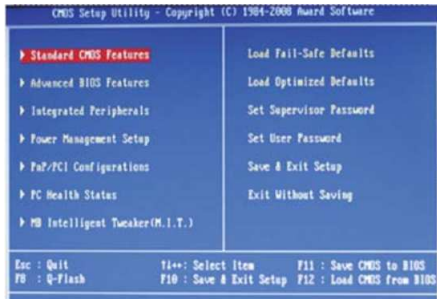 CMOS Setup Utility - Copyright (C) 1984-2008 Award Software
▶ Standard CMOS Features
▶ Advanced BIOS Features
▶ Integrated Peripherals
▶ Power Management Setup
▶ PnP/PCI Configurations
▶ PC Health Status
▶ MB Intelligent Tweaker(M.I.T.)
Load Fail-Safe Defaults
Load Optimized Defaults
Set Supervisor Password
Set User Password
Save & Exit Setup
Exit Without Saving
Esc : Quit ↑↓→←: Select Item F11 : Save CMOS to BIOS
F8 : Q-Flash F10 : Save & Exit Setup F12 : Load CMOS from BIOS